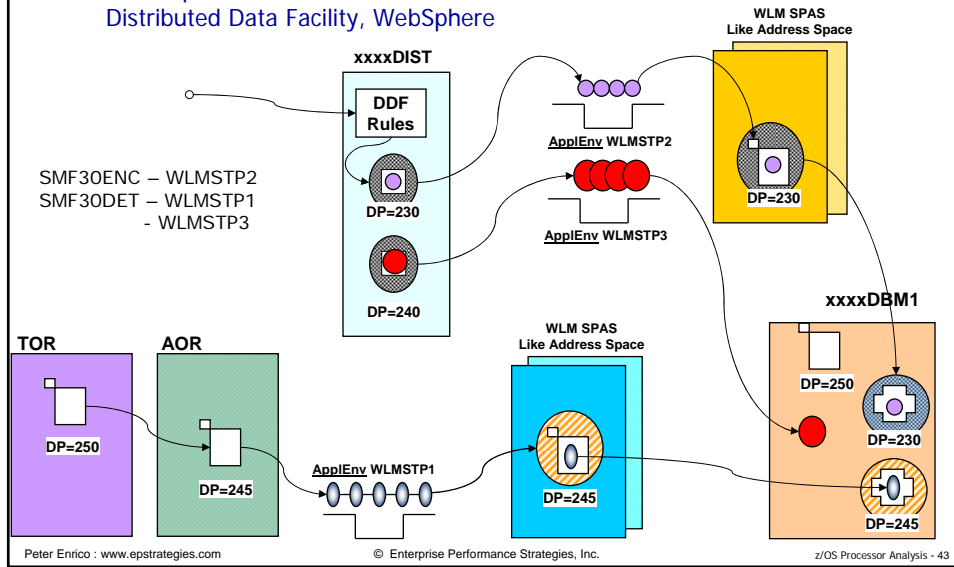 Distributed Data Facility, WebSphere
WLM SPAS
Like Address Space
xxxxDIST
DDF
Rules
ApplEnv WLMSTP2
SMF30ENC – WLMSTP2
SMF30DET – WLMSTP1
- WLMSTP3
DP=230
DP=230
ApplEnv WLMSTP3
DP=240
xxxxDBM1
TOR
AOR
WLM SPAS
Like Address Space
DP=250
DP=250
DP=230
ApplEnv WLMSTP1
DP=245
DP=245
DP=245
Peter Enrico : www.epstrategies.com
© Enterprise Performance Strategies, Inc.
z/OS Processor Analysis - 43